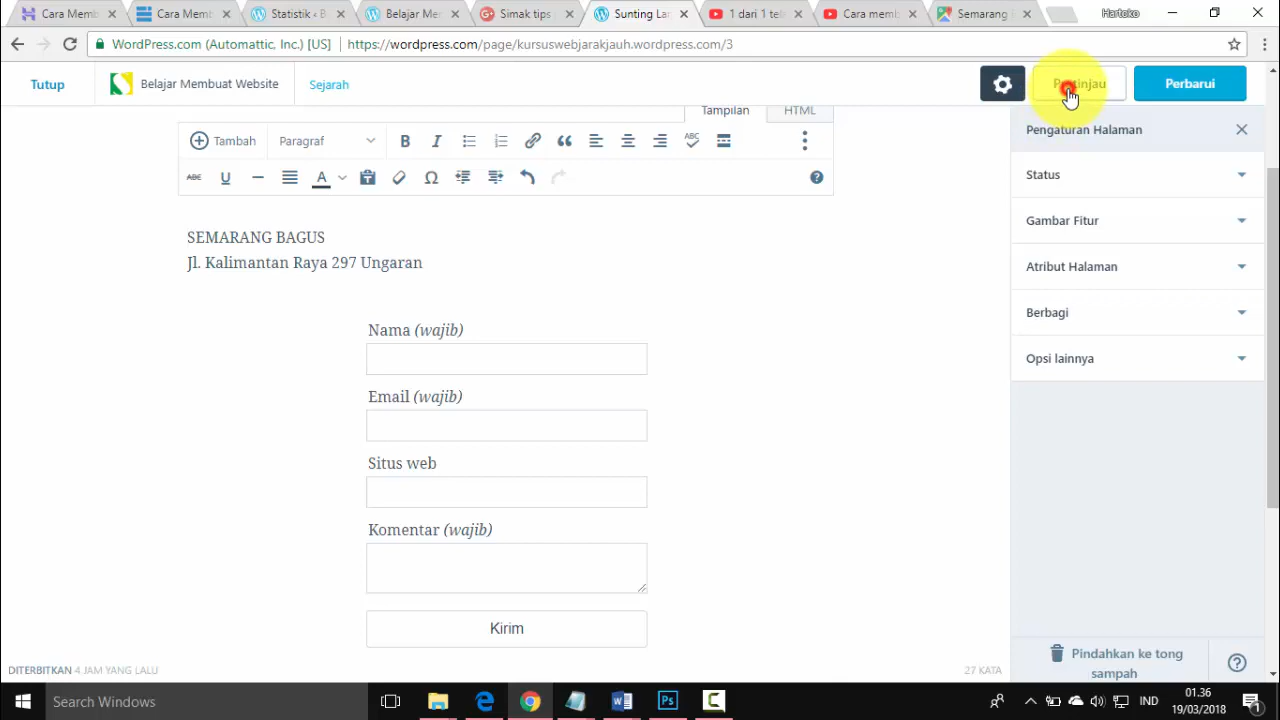 Cara Memb
Cara Memb
Statistik ‹ B
Belajar Me
Simak tips
Sunting La
1 dari 1 tel
Cara memb
Semarang
Hartoko
WordPress.com (Automattic, Inc.) [US] https://wordpress.com/page/kursuswebjarakjauh.wordpress.com/3
Tutup
Belajar Membuat Website
Sejarah
Pratinjau
Perbarui
Tampilan
HTML
Pengaturan Halaman
Tambah
Paragraf
B
I
ABC
ABC
U
A
Ω
Status
Gambar Fitur
Atribut Halaman
Berbagi
Opsi lainnya
SEMARANG BAGUS
Jl. Kalimantan Raya 297 Ungaran
Nama (wajib)
Email (wajib)
Situs web
Komentar (wajib)
Kirim
DITERBITKAN 4 JAM YANG LALU
27 KATA
Pindahkan ke tong
sampah
Search Windows
IND
01.36
19/03/2018